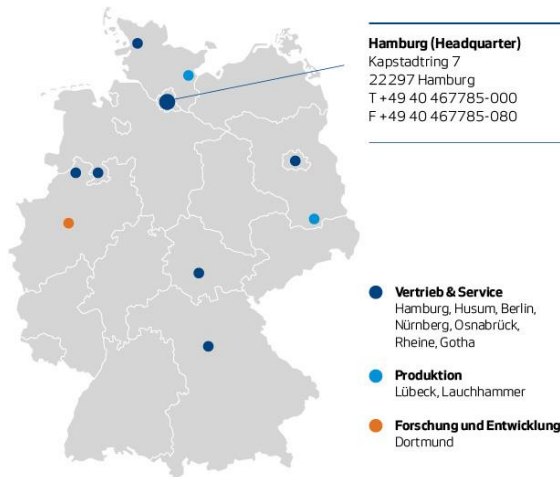 Hamburg (Headquarter)
Kapstadtring 7
22297 Hamburg
T +49 40 467785-000
F +49 40 467785-080
Vertrieb & Service
Hamburg, Husum, Berlin,
Nürnberg, Osnabrück,
Rheine, Gotha
Produktion
Lübeck, Lauchhammer
Forschung und Entwicklung
Dortmund